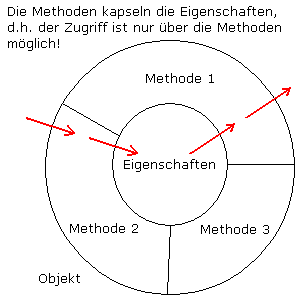 Die Methoden kapseln die Eigenschaften,
d.h. der Zugriff ist nur über die Methoden
möglich!
Methode 1
Eigenschaften
Methode 2
Methode 3
Objekt